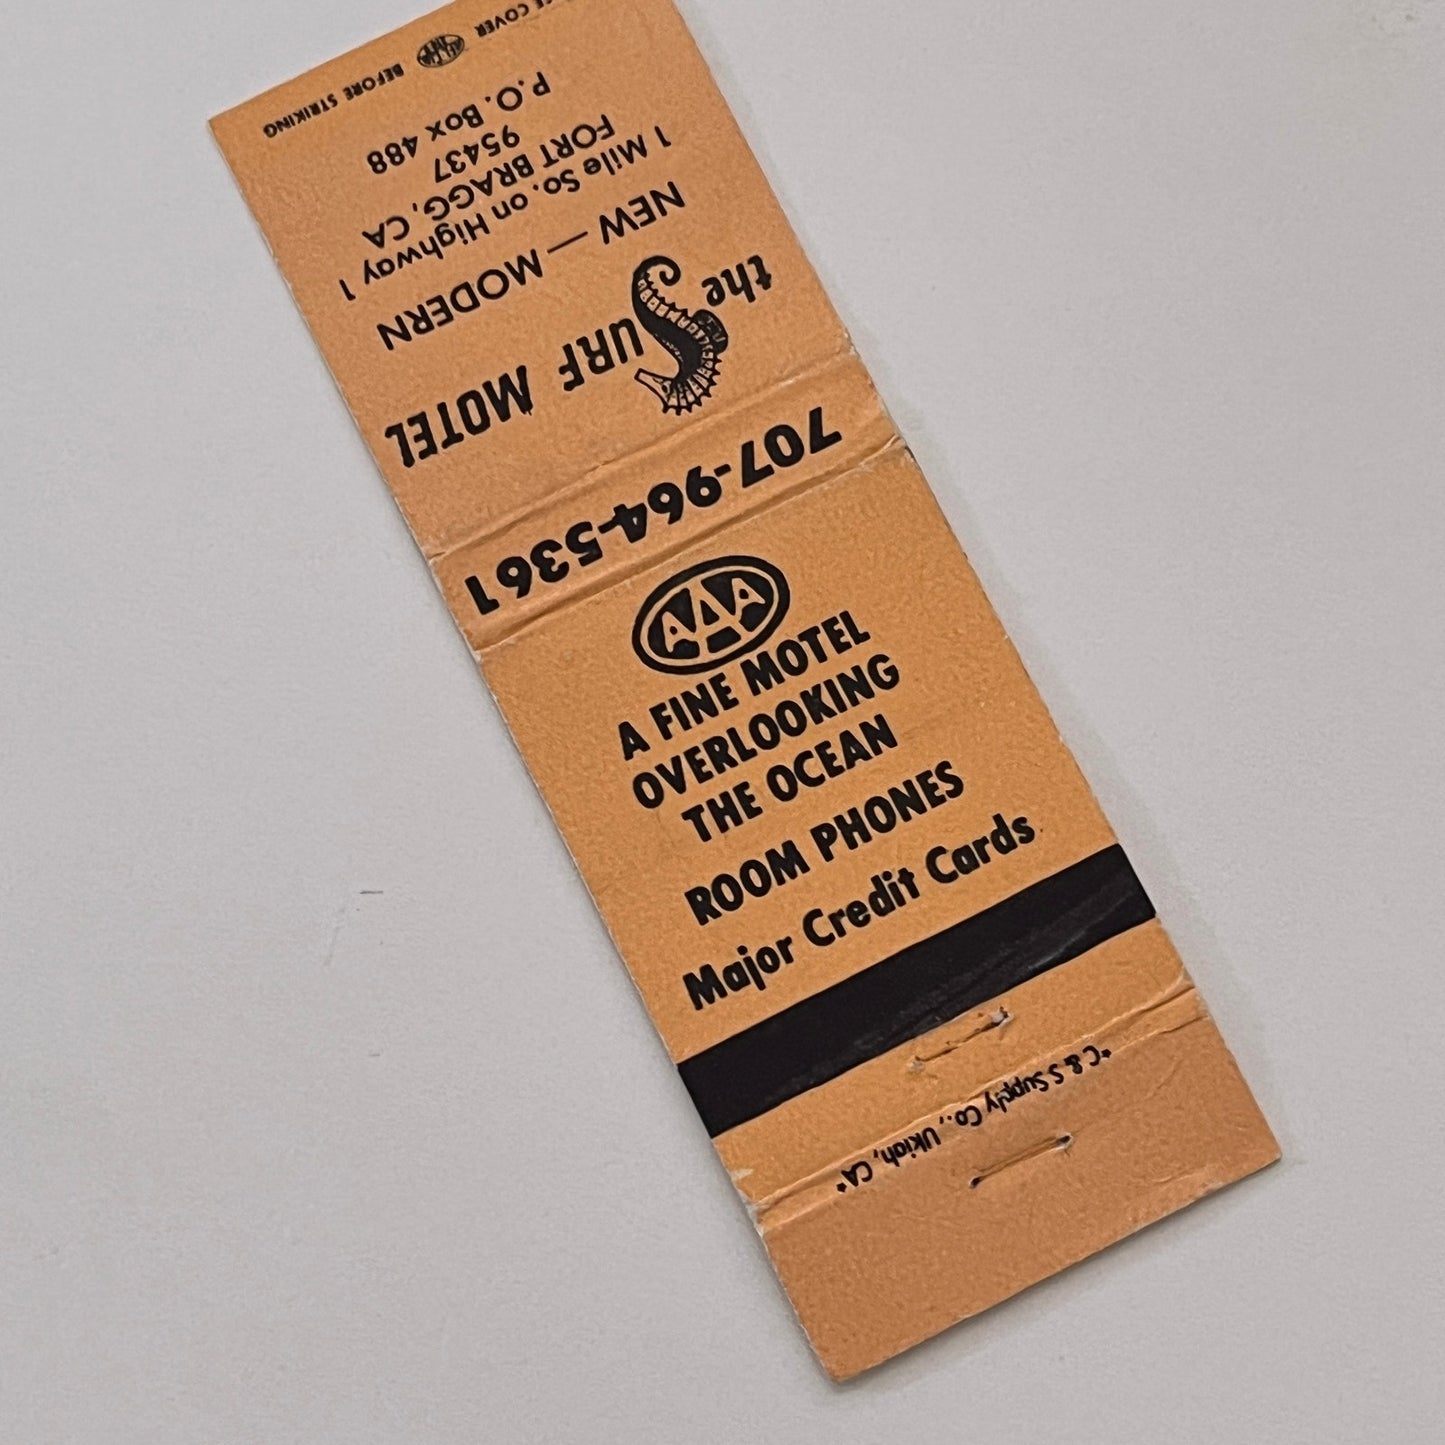 707-964-5361
the SURF MOTEL
NEW — MODERN
1 Mile So. on Highway 1
FORT BRAGG, CA
95437
P.O. Box 488
COVER BEFORE STRIKING
AAA
A FINE MOTEL
OVERLOOKING
THE OCEAN
ROOM PHONES
Major Credit Cards
*C & S Supply Co., Ukiah, CA*